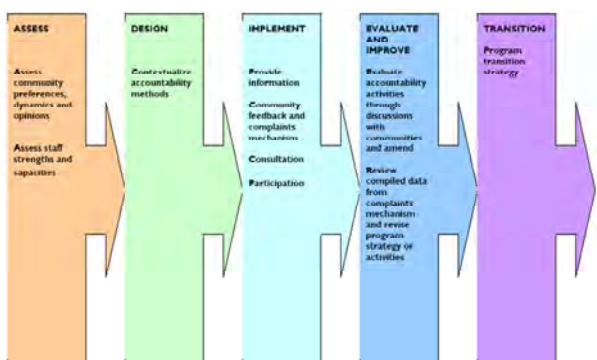 ASSESS
Assess
community
preferences,
dynamics and
opinions
Assess staff
strengths and
capacities
DESIGN
Contextualize
accountability
methods
IMPLEMENT
Provide
information
Community
feedback and
complaints
mechanism
Consultation
Participation
EVALUATE
AND
IMPROVE
Evaluate
accountability
activities
through
discussions
with
communities
and amend
Review
compiled data
from
complaints
mechanism
and revise
program
strategy or
activities
TRANSITION
Program
transition
strategy